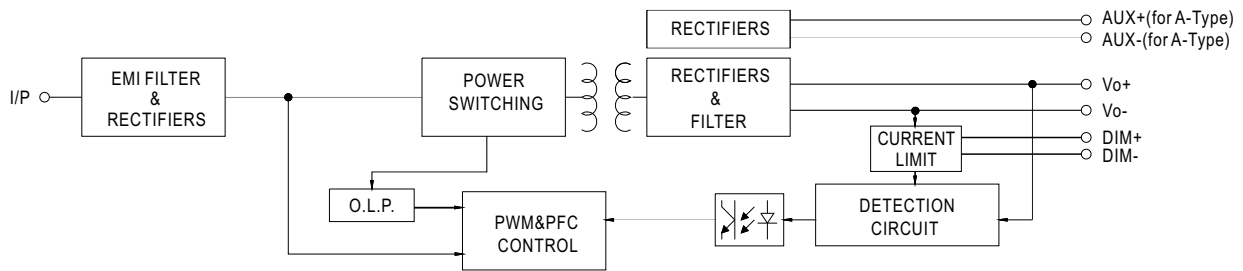 RECTIFIERS
AUX+(for A-Type)
AUX-(for A-Type)
I/P
EMI FILTER
&
RECTIFIERS
POWER
SWITCHING
RECTIFIERS
&
FILTER
Vo+
Vo-
DIM+
DIM-
CURRENT
LIMIT
O.L.P.
PWM&PFC
CONTROL
DETECTION
CIRCUIT